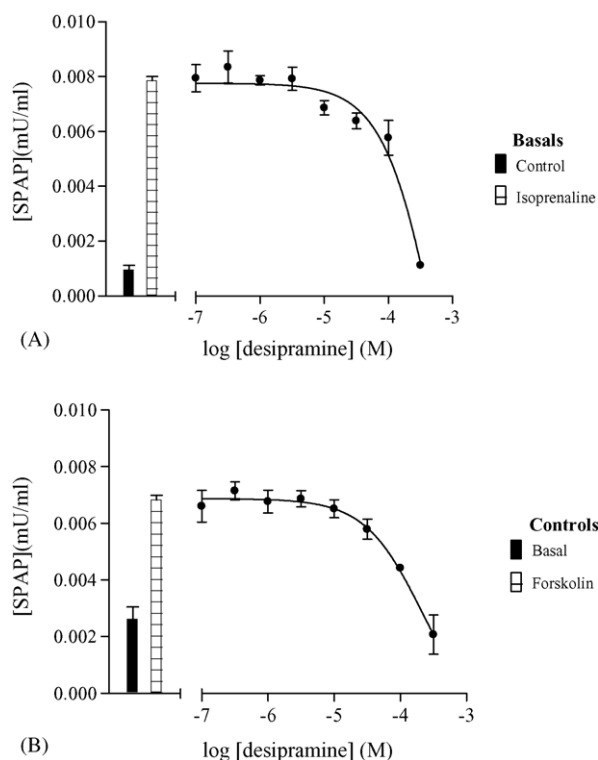 0.010
0.008
0.006
0.004
0.002
0.000
[SPAP](mU/ml)
-7 -6 -5 -4 -3
log [desipramine] (M)
Basals
Control
Isoprenaline
(A)
0.010
0.008
0.006
0.004
0.002
0.000
[SPAP](mU/ml)
-7 -6 -5 -4 -3
log [desipramine] (M)
Controls
Basal
Forskolin
(B)